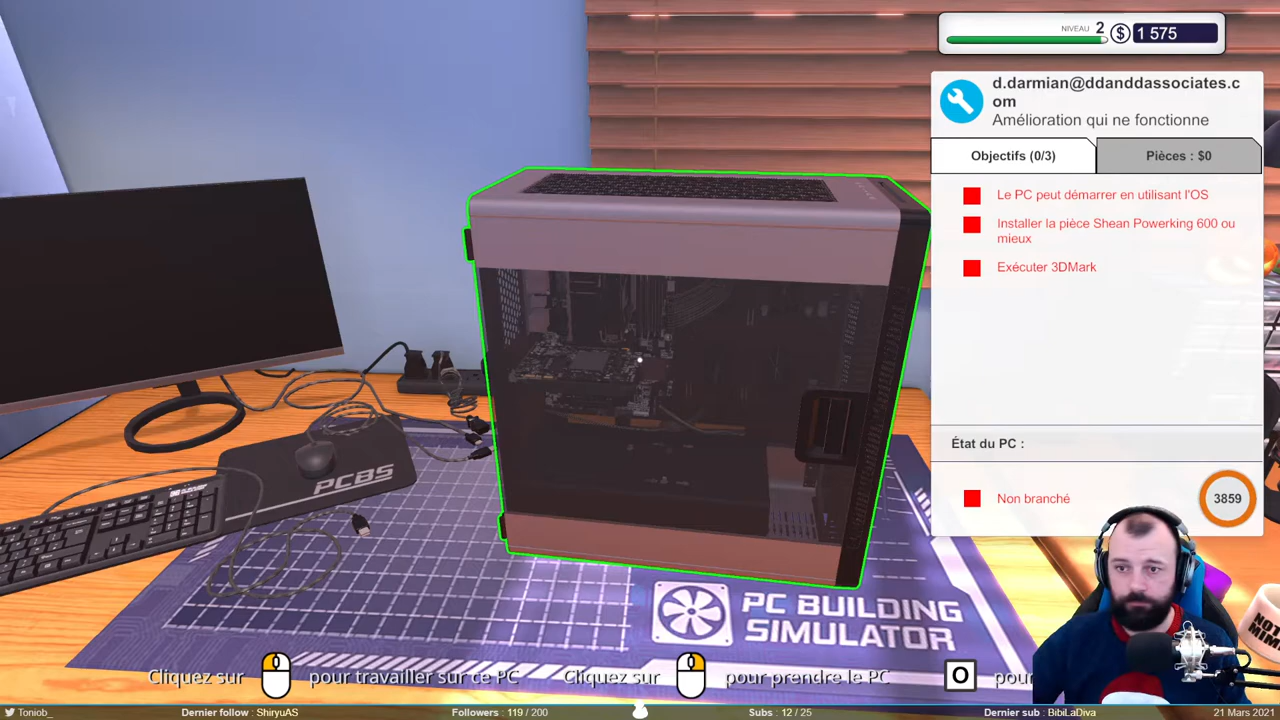 NIVEAU 2 $ 1 575
d.darmian@ddanddassociates.c
om
Amélioration qui ne fonctionne
Objectifs (0/3)
Pièces : $0
Le PC peut démarrer en utilisant l'OS
Installer la pièce Shean Powerking 600 ou
mieux
Exécuter 3DMark
État du PC :
Non branché
3859
PCBS
PC BUILDING
SIMULATOR
NOT
Cliquez sur pour travailler sur ce PC
Cliquez sur pour prendre le PC
O pour
Toniob_
Dernier follow : ShiryuAS
Followers : 119 / 200
Subs : 12 / 25
Dernier sub : BibiLaDiva
21 Mars 2021